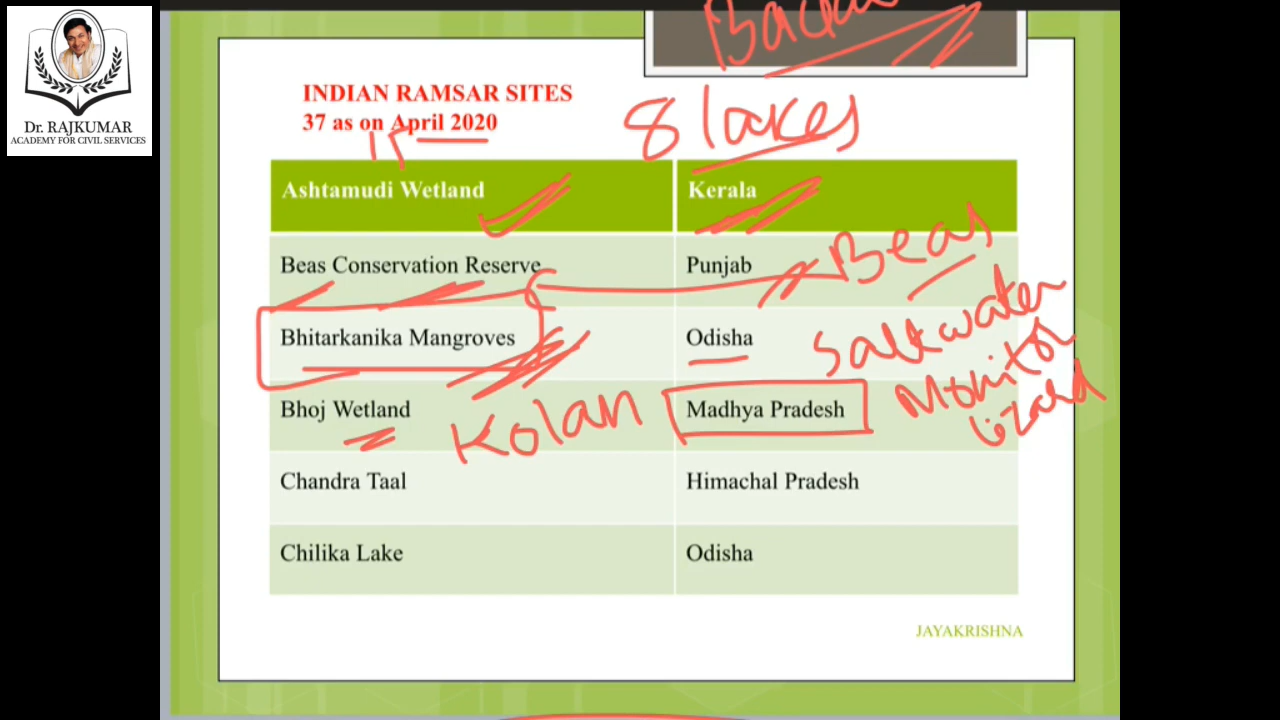 Dr. RAJKUMAR
ACADEMY FOR CIVIL SERVICES
INDIAN RAMSAR SITES
37 as on April 2020
8 lakes
Ashtamudi Wetland Kerala
Beas Conservation Reserve Punjab Beas
Bhitarkanika Mangroves Odisha Saltwater
Monitor
lizard
Bhoj Wetland Kolan Madhya Pradesh
Chandra Taal Himachal Pradesh
Chilika Lake Odisha
JAYAKRISHNA